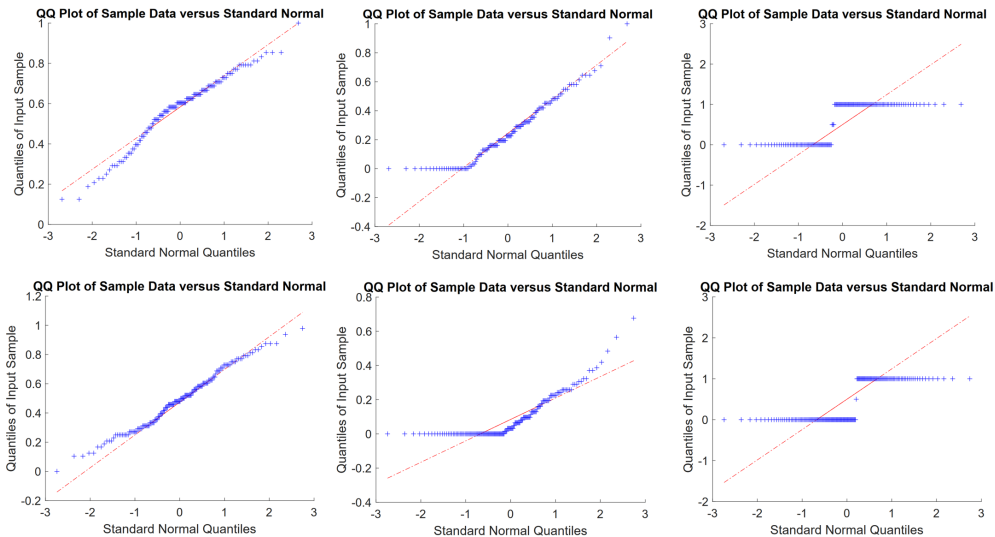 QQ Plot of Sample Data versus Standard Normal
Quantiles of Input Sample
1
0.8
0.6
0.4
0.2
0
-3 -2 -1 0 1 2 3
Standard Normal Quantiles
QQ Plot of Sample Data versus Standard Normal
Quantiles of Input Sample
1
0.8
0.6
0.4
0.2
0
-0.2
-0.4
-3 -2 -1 0 1 2 3
Standard Normal Quantiles
QQ Plot of Sample Data versus Standard Normal
Quantiles of Input Sample
3
2
1
0
-1
-2
-3 -2 -1 0 1 2 3
Standard Normal Quantiles
QQ Plot of Sample Data versus Standard Normal
Quantiles of Input Sample
1.2
1
0.8
0.6
0.4
0.2
0
-0.2
-3 -2 -1 0 1 2 3
Standard Normal Quantiles
QQ Plot of Sample Data versus Standard Normal
Quantiles of Input Sample
0.8
0.6
0.4
0.2
0
-0.2
-0.4
-3 -2 -1 0 1 2 3
Standard Normal Quantiles
QQ Plot of Sample Data versus Standard Normal
Quantiles of Input Sample
3
2
1
0
-1
-2
-3 -2 -1 0 1 2 3
Standard Normal Quantiles